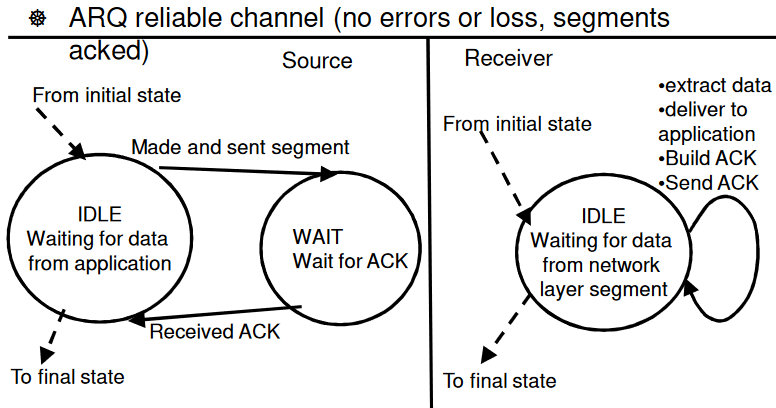 ☸ ARQ reliable channel (no errors or loss, segments
acked)
Source
From initial state
Made and sent segment
IDLE
Waiting for data
from application
WAIT
Wait for ACK
Received ACK
To final state
Receiver
•extract data
•deliver to
application
•Build ACK
•Send ACK
From initial state
IDLE
Waiting for data
from network
layer segment
To final state